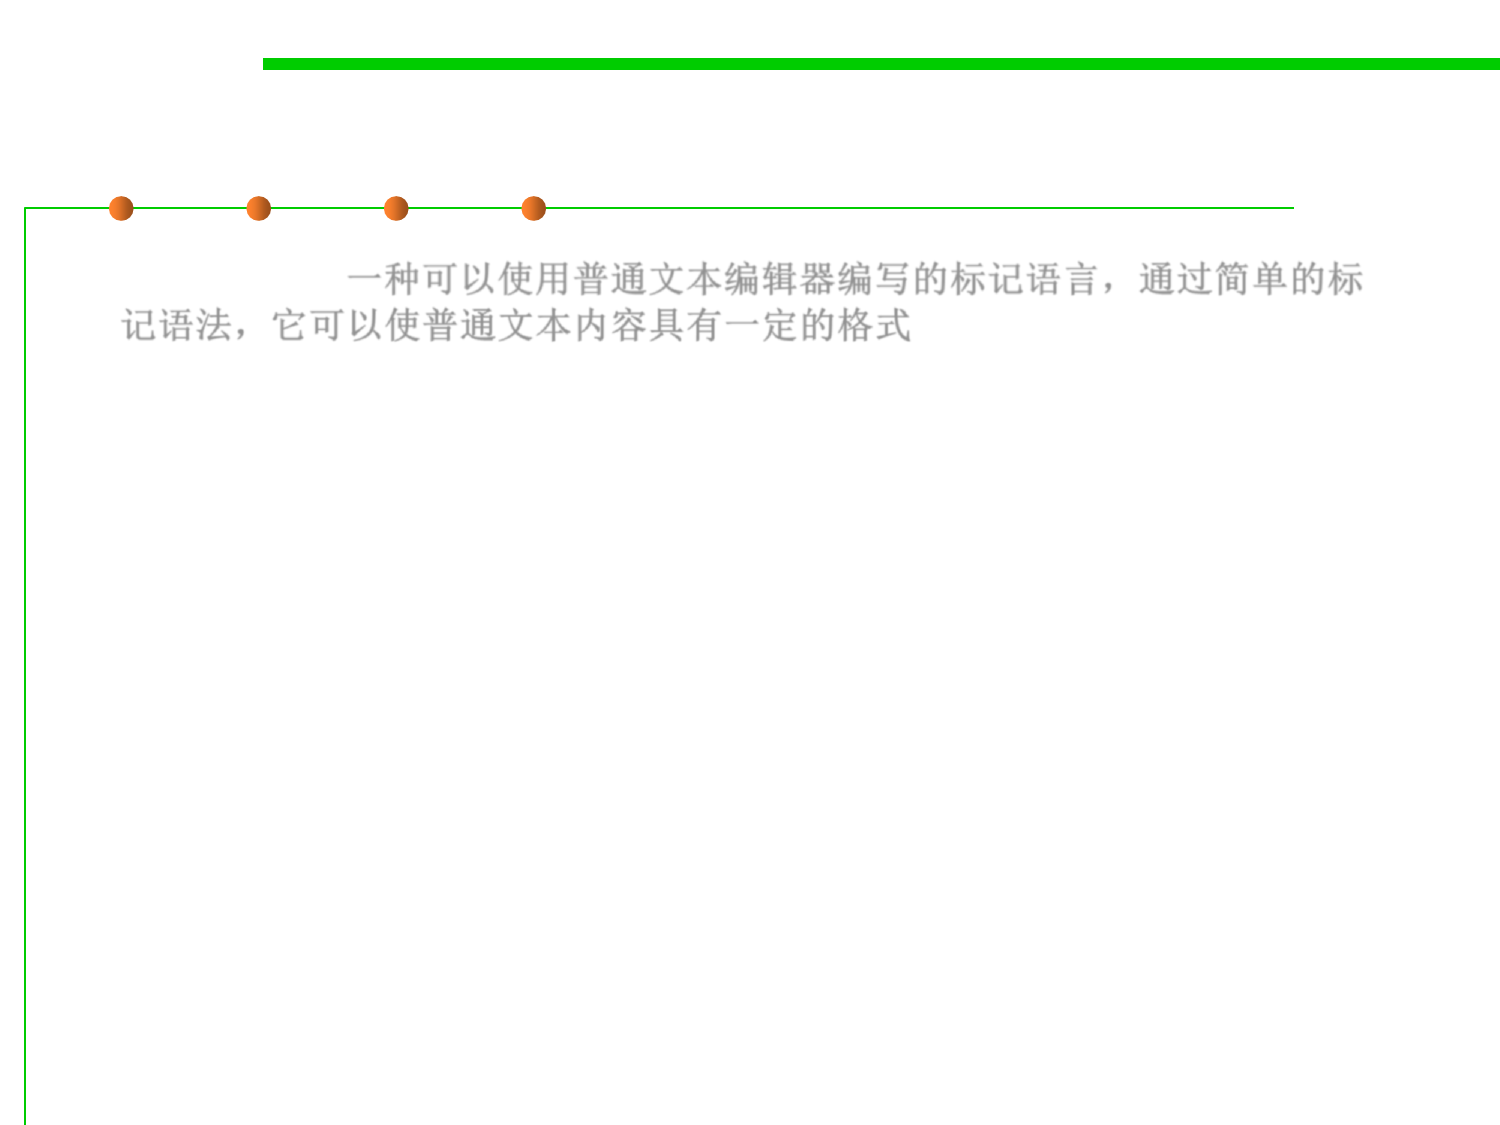 一种可以使用普通文本编辑器编写的标记语言，通过简单的标
记语法，它可以使普通文本内容具有一定的格式